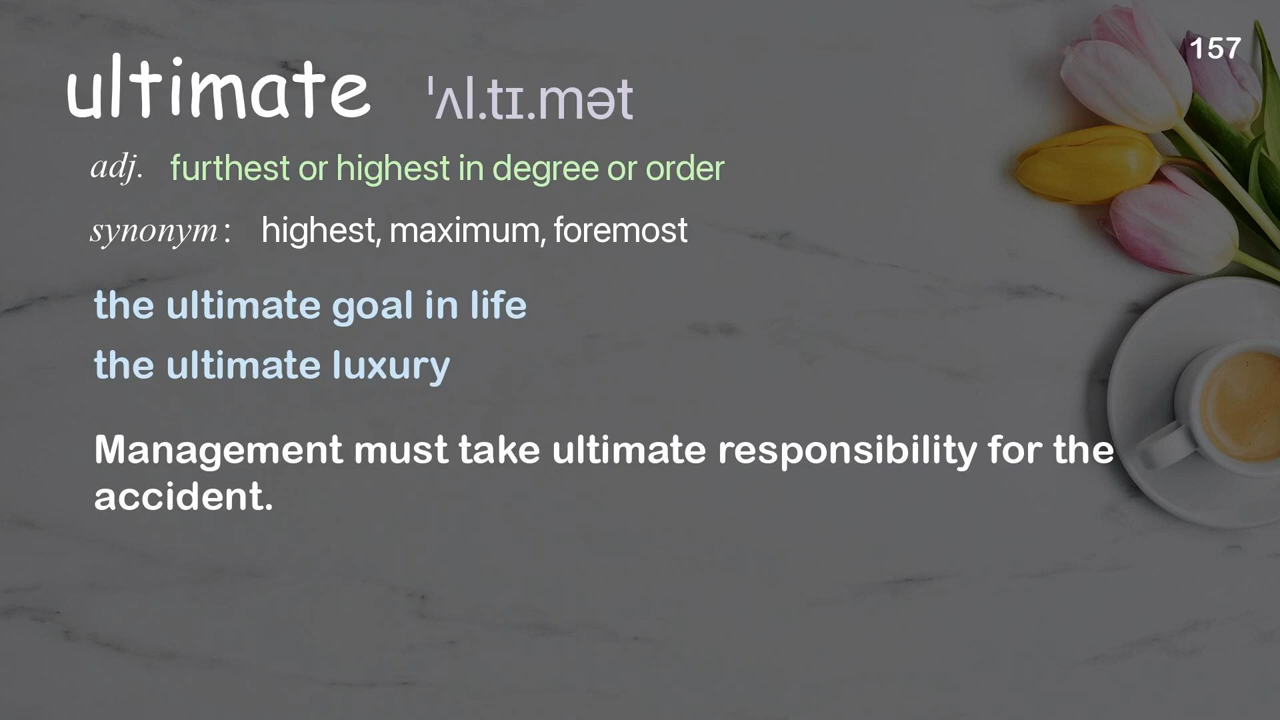 157
ultimate ˈʌl.tɪ.mət
adj. furthest or highest in degree or order
synonym: highest, maximum, foremost
the ultimate goal in life
the ultimate luxury
Management must take ultimate responsibility for the
accident.